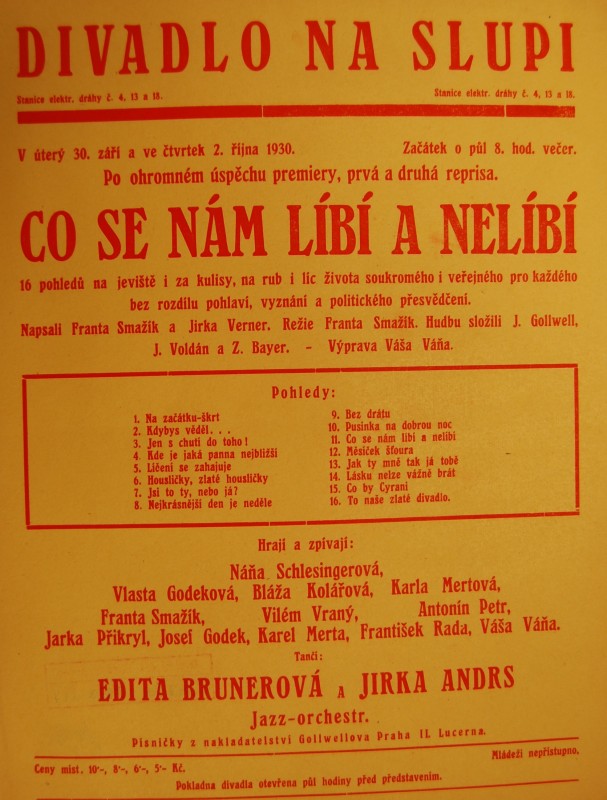 DIVADLO NA SLUPI
Stanice elektr. dráhy č. 4, 13 a 18. Stanice elektr. dráhy č. 4, 13 a 18.
V úterý 30. září a ve čtvrtek 2. října 1930. Začátek o půl 8. hod. večer.
Po ohromném úspěchu premiery, prvá a druhá reprisa.
CO SE NÁM LÍBÍ A NELÍBÍ
16 pohledů na jeviště i za kulisy, na rub i líc života soukromého i veřejného pro každého
bez rozdílu pohlaví, vyznání a politického přesvědčení.
Napsali Franta Smažík a Jirka Verner. Režie Franta Smažík. Hudbu složili J. Gollwell,
J. Voldán a Z. Bayer. - Výprava Váša Váňa.
Pohledy:
1. Na začátku-škrt
2. Kdybys věděl...
3. Jen s chutí do toho!
4. Kde je jaká panna nejbližší
5. Líčení se zahajuje
6. Housličky, zlaté housličky
7. Jsi to ty, nebo já?
8. Nejkrásnější den je neděle
9. Bez drátu
10. Pusinka na dobrou noc
11. Co se nám líbí a nelíbí
12. Měsíček šťoura
13. Jak ty mně tak já tobě
14. Lásku nelze vážně brát
15. Co by Cyrani
16. To naše zlaté divadlo.
Hrají a zpívají:
Náňa Schlesingerová,
Vlasta Godeková, Bláža Kolářová, Karla Mertová,
Franta Smažík, Vilém Vraný, Antonín Petr,
Jarka Přikryl, Josef Godek, Karel Merta, František Rada, Váša Váňa.
Tančí:
EDITA BRUNEROVÁ A JIRKA ANDRS
Jazz-orchestr.
Písničky z nakladatelství Gollwellova Praha II. Lucerna.
Mládeži nepřístupno.
Ceny míst, 10'-, 8'-, 6'-, 5'- Kč.
Pokladna divadla otevřena půl hodiny před představením.